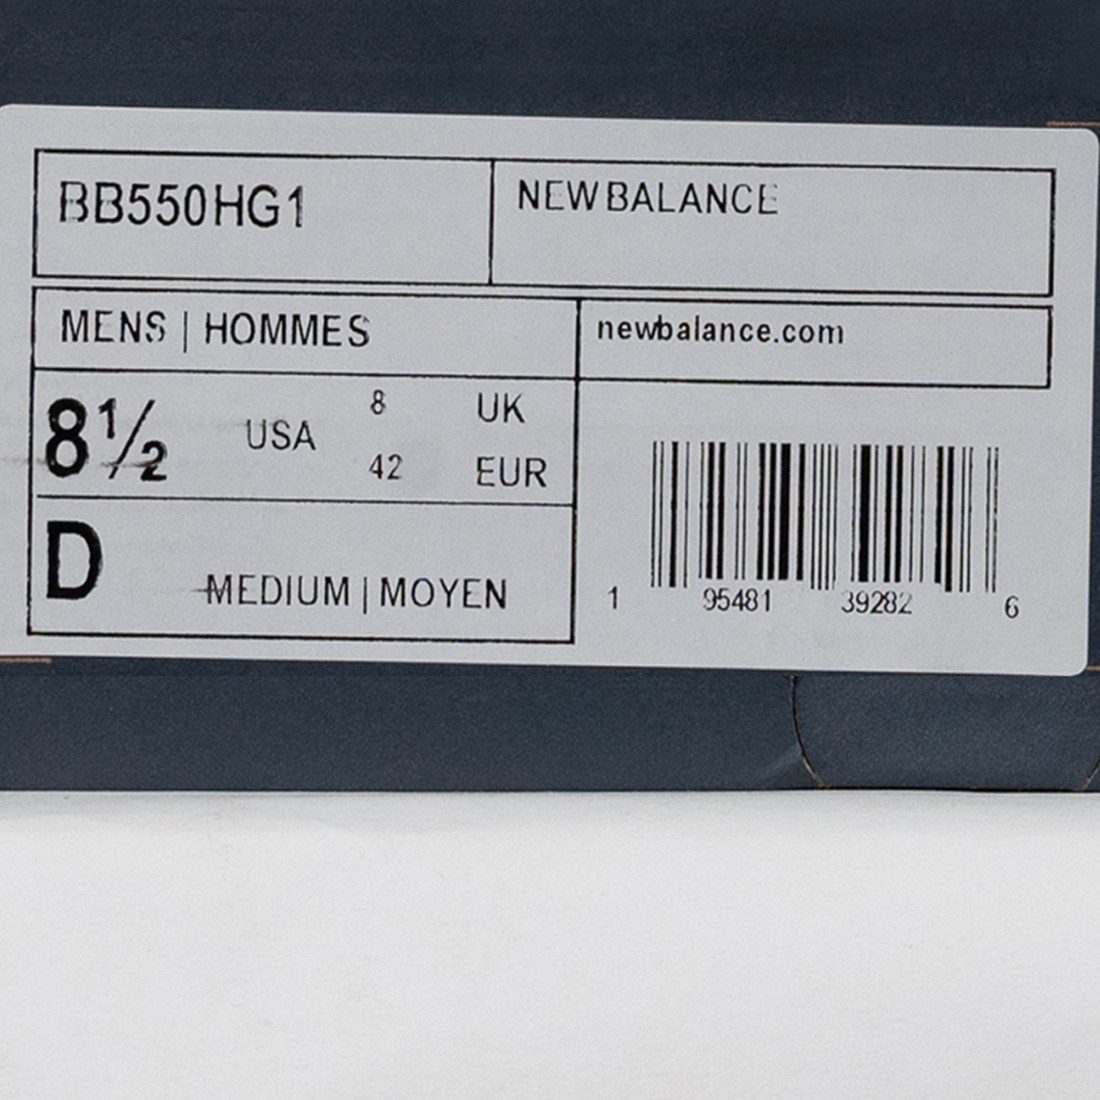 BB550HG1
NEW BALANCE
MENS | HOMMES
newbalance.com
8½ USA
8 UK
42 EUR
D
MEDIUM | MOYEN
1 95481 39282 6